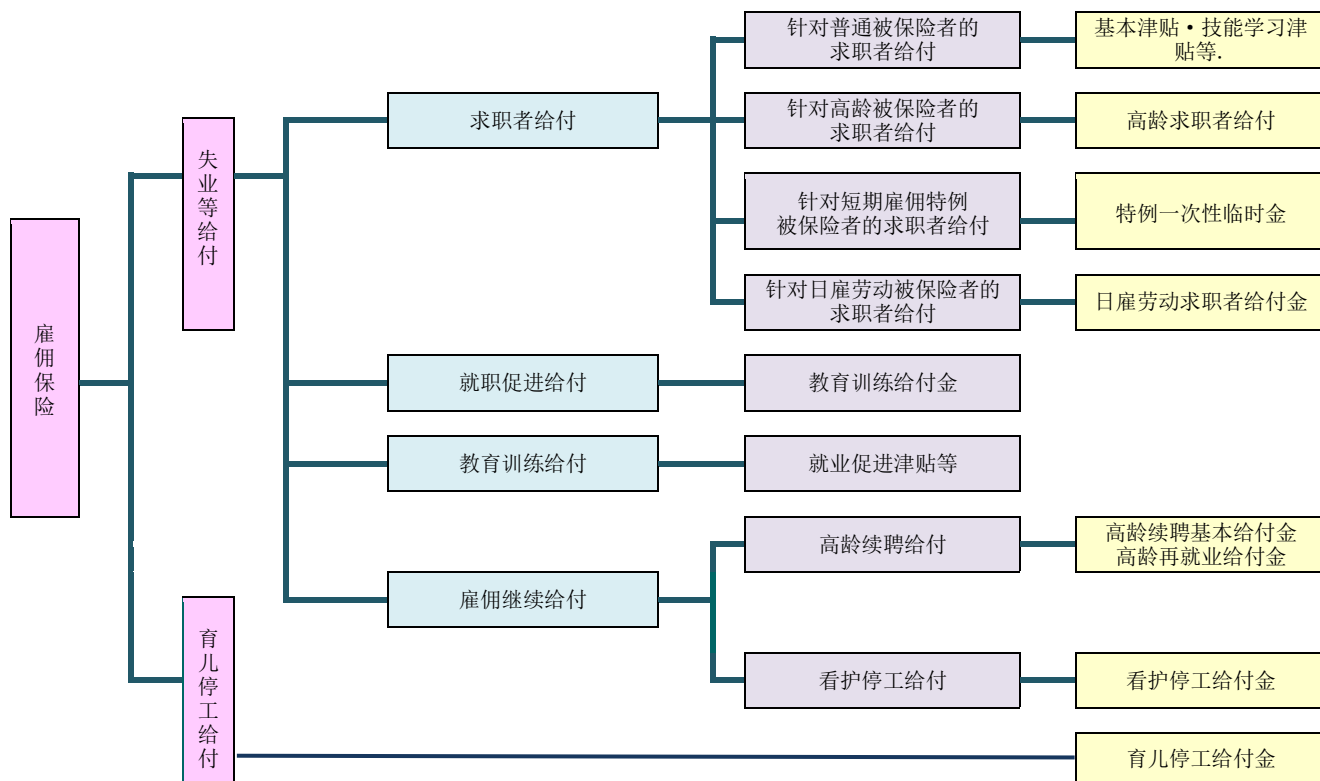 雇佣保险
失业等给付
育儿停工给付
求职者给付
针对普通被保险者的
求职者给付
基本津贴•技能学习津
贴等.
针对高龄被保险者的
求职者给付
高龄求职者给付
针对短期雇佣特例
被保险者的求职者给付
特例一次性临时金
针对日雇劳动被保险者的
求职者给付
日雇劳动求职者给付金
就职促进给付
教育训练给付金
教育训练给付
就业促进津贴等
雇佣继续给付
高龄续聘给付
高龄续聘基本给付金
高龄再就业给付金
看护停工给付
看护停工给付金
育儿停工给付金